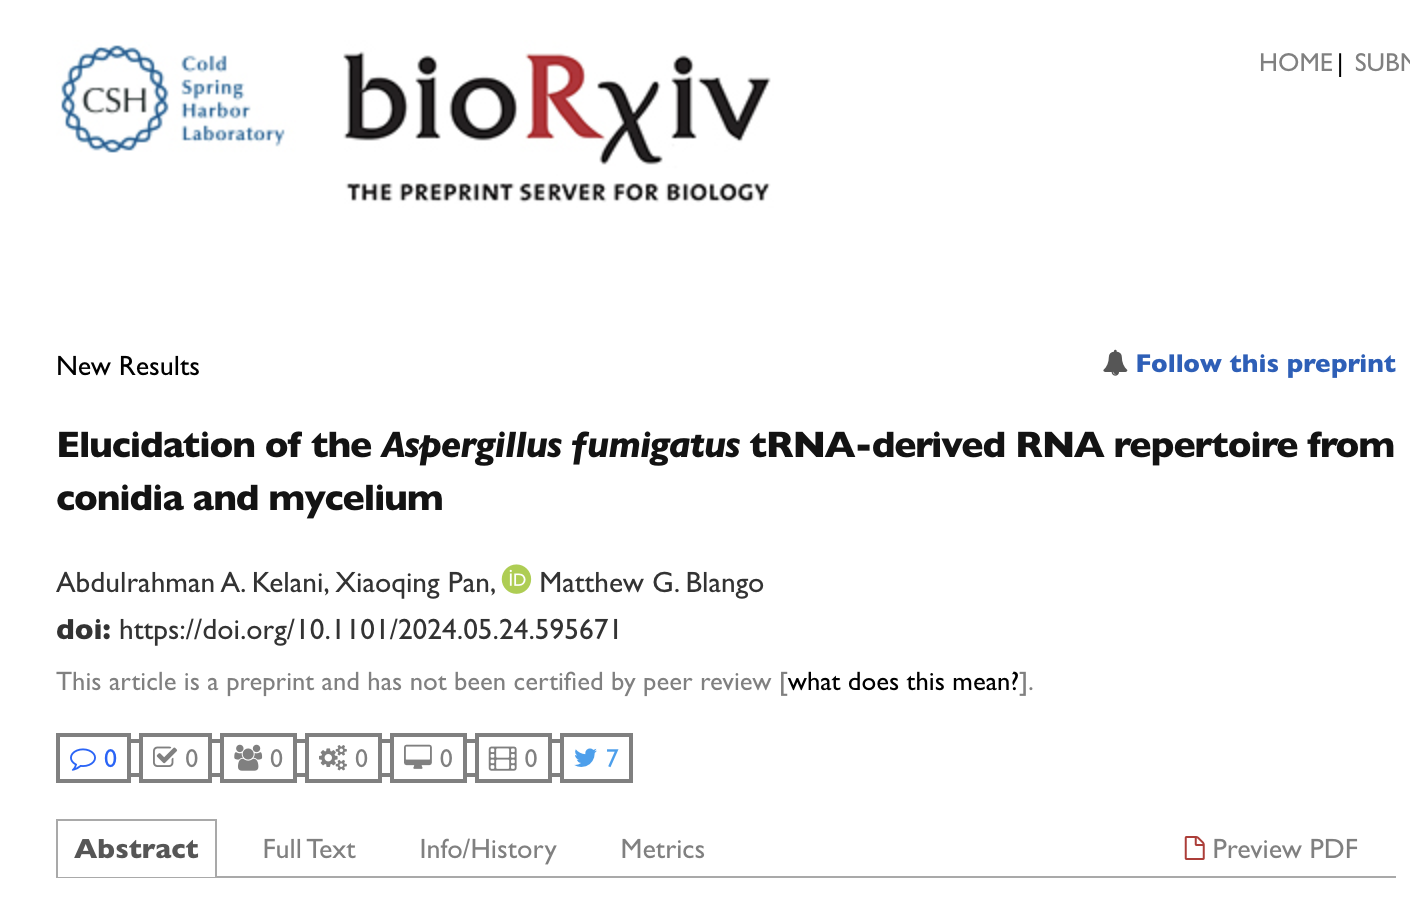 CSH
Cold
Spring
Harbor
Laboratory
bioRxiv
THE PREPRINT SERVER FOR BIOLOGY
HOME| SUBM
New Results
Follow this preprint
Elucidation of the Aspergillus fumigatus tRNA-derived RNA repertoire from
conidia and mycelium
Abdulrahman A. Kelani, Xiaoqing Pan, iD Matthew G. Blango
doi: https://doi.org/10.1101/2024.05.24.595671
This article is a preprint and has not been certified by peer review [what does this mean?].
0 0 0 0 0 0 7
Abstract Full Text Info/History Metrics Preview PDF